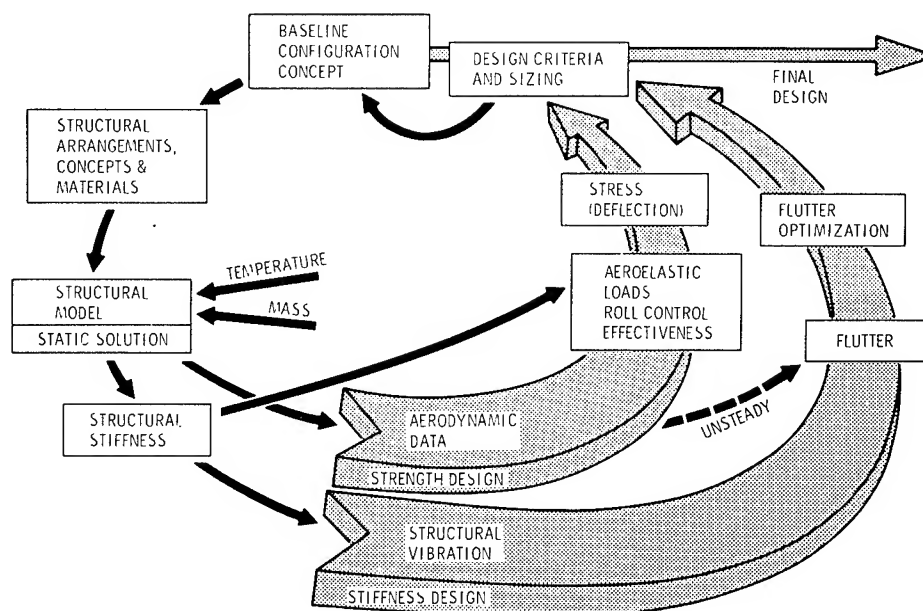 BASELINE
CONFIGURATION
CONCEPT
DESIGN CRITERIA
AND SIZING
FINAL
DESIGN
STRUCTURAL
ARRANGEMENTS,
CONCEPTS &
MATERIALS
STRESS
(DEFLECTION)
FLUTTER
OPTIMIZATION
TEMPERATURE
MASS
STRUCTURAL
MODEL
STATIC SOLUTION
AEROELASTIC
LOADS
ROLL CONTROL
EFFECTIVENESS
FLUTTER
STRUCTURAL
STIFFNESS
AERODYNAMIC
DATA
UNSTEADY
STRENGTH DESIGN
STRUCTURAL
VIBRATION
STIFFNESS DESIGN